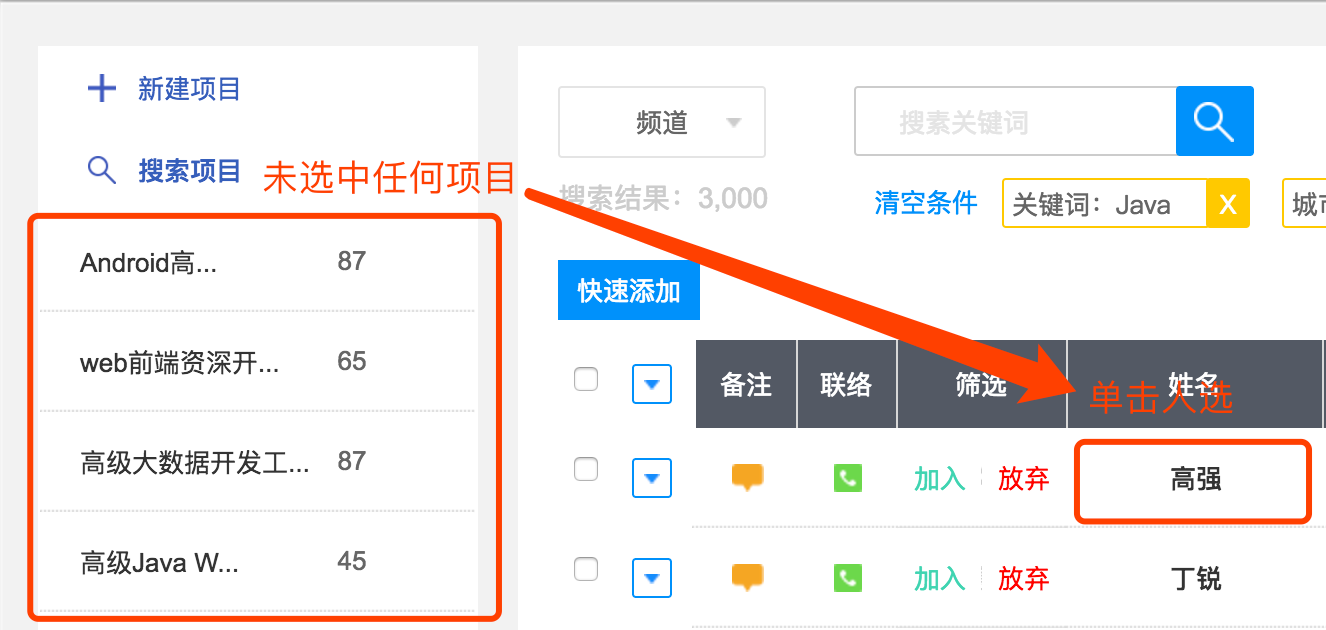 新建项目
搜索项目
未选中任何项目
Android高... 87
web前端资深开... 65
高级大数据开发工... 87
高级Java W... 45
频道
搜素关键词
搜索结果：3,000
清空条件
关键词：Java X
城市
快速添加
备注 联络 筛选 姓名
单击人选
加入 放弃 高强
加入 放弃 丁锐